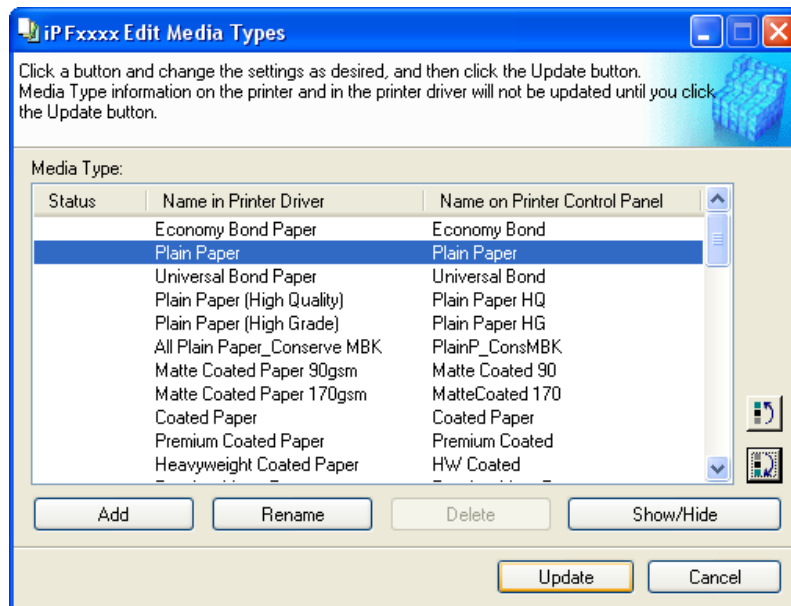 iPFxxxx Edit Media Types
Click a button and change the settings as desired, and then click the Update button.
Media Type information on the printer and in the printer driver will not be updated until you click
the Update button.
Media Type:
Status Name in Printer Driver Name on Printer Control Panel
Economy Bond Paper Economy Bond
Plain Paper Plain Paper
Universal Bond Paper Universal Bond
Plain Paper (High Quality) Plain Paper HQ
Plain Paper (High Grade) Plain Paper HG
All Plain Paper_Conserve MBK PlainP_ConsMBK
Matte Coated Paper 90gsm Matte Coated 90
Matte Coated Paper 170gsm MatteCoated 170
Coated Paper Coated Paper
Premium Coated Paper Premium Coated
Heavyweight Coated Paper HW Coated
Add Rename Delete Show/Hide
Update Cancel